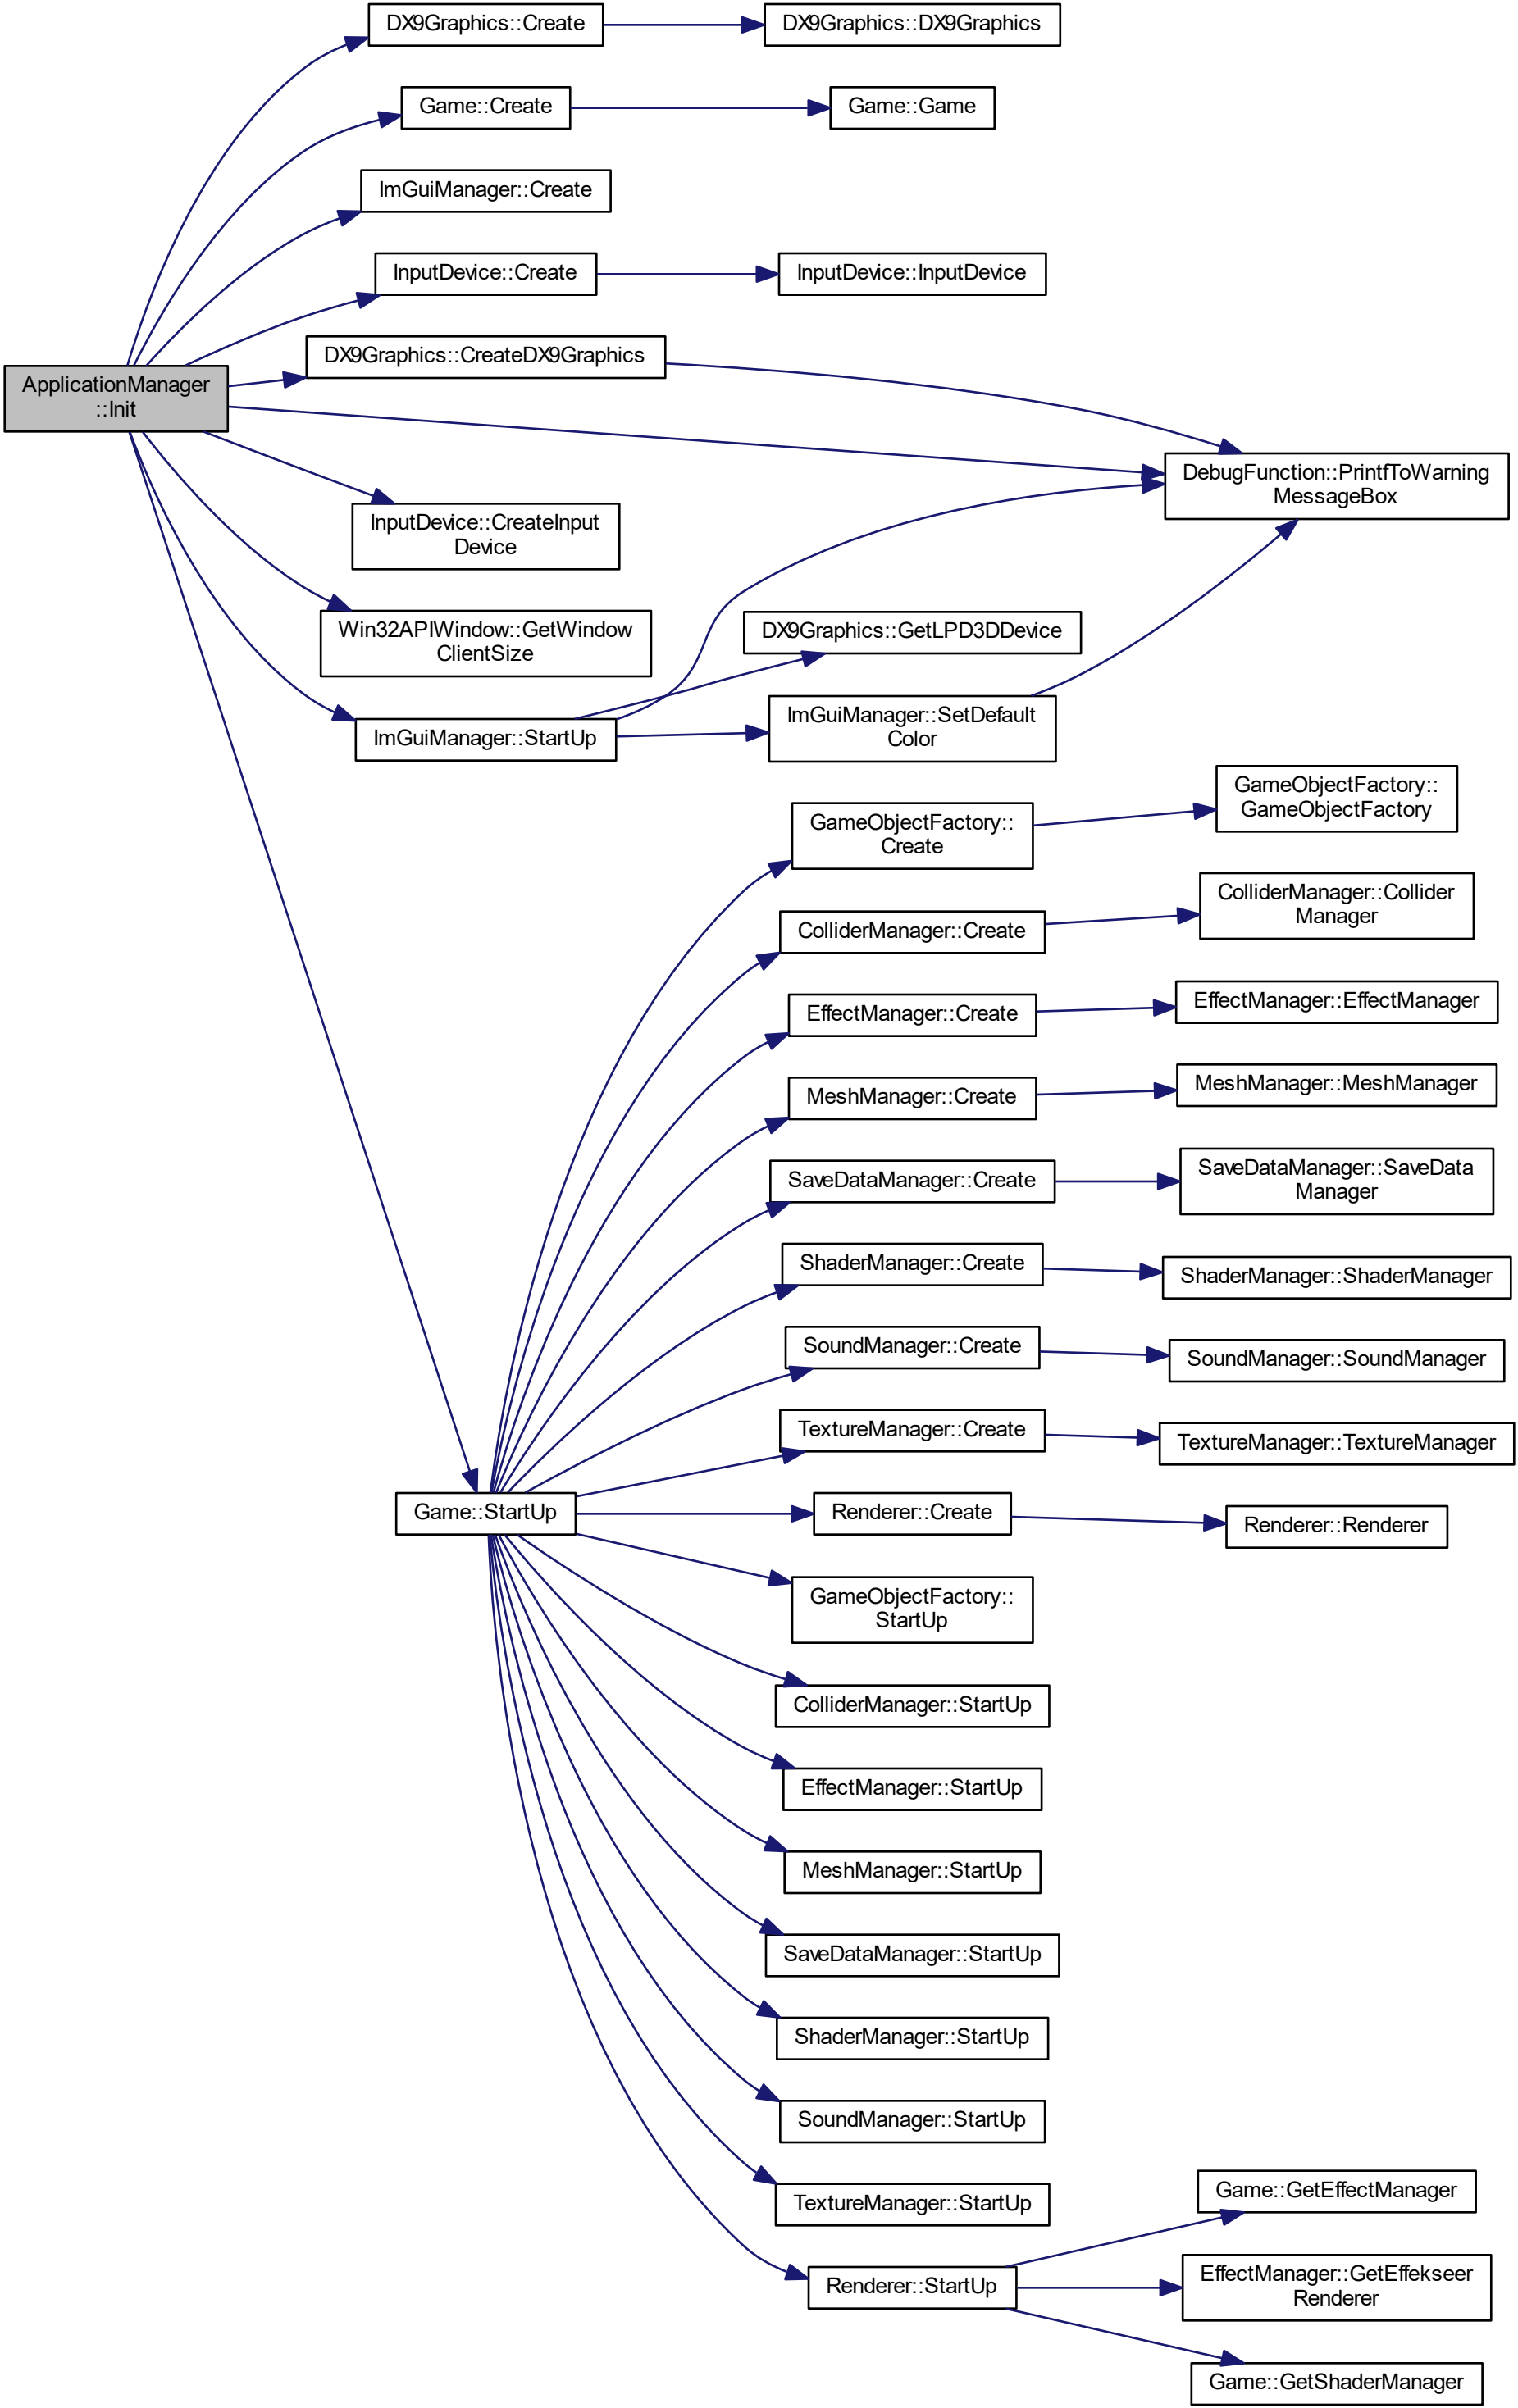 DX9Graphics::Create
DX9Graphics::DX9Graphics
Game::Create
Game::Game
ImGuiManager::Create
InputDevice::Create
InputDevice::InputDevice
DX9Graphics::CreateDX9Graphics
ApplicationManager
::Init
DebugFunction::PrintfToWarning
MessageBox
InputDevice::CreateInput
Device
Win32APIWindow::GetWindow
ClientSize
DX9Graphics::GetLPD3DDevice
ImGuiManager::StartUp
ImGuiManager::SetDefault
Color
GameObjectFactory::
Create
GameObjectFactory::
GameObjectFactory
ColliderManager::Create
ColliderManager::Collider
Manager
EffectManager::Create
EffectManager::EffectManager
MeshManager::Create
MeshManager::MeshManager
SaveDataManager::Create
SaveDataManager::SaveData
Manager
ShaderManager::Create
ShaderManager::ShaderManager
SoundManager::Create
SoundManager::SoundManager
TextureManager::Create
TextureManager::TextureManager
Game::StartUp
Renderer::Create
Renderer::Renderer
GameObjectFactory::
StartUp
ColliderManager::StartUp
EffectManager::StartUp
MeshManager::StartUp
SaveDataManager::StartUp
ShaderManager::StartUp
SoundManager::StartUp
TextureManager::StartUp
Game::GetEffectManager
Renderer::StartUp
EffectManager::GetEffekseer
Renderer
Game::GetShaderManager